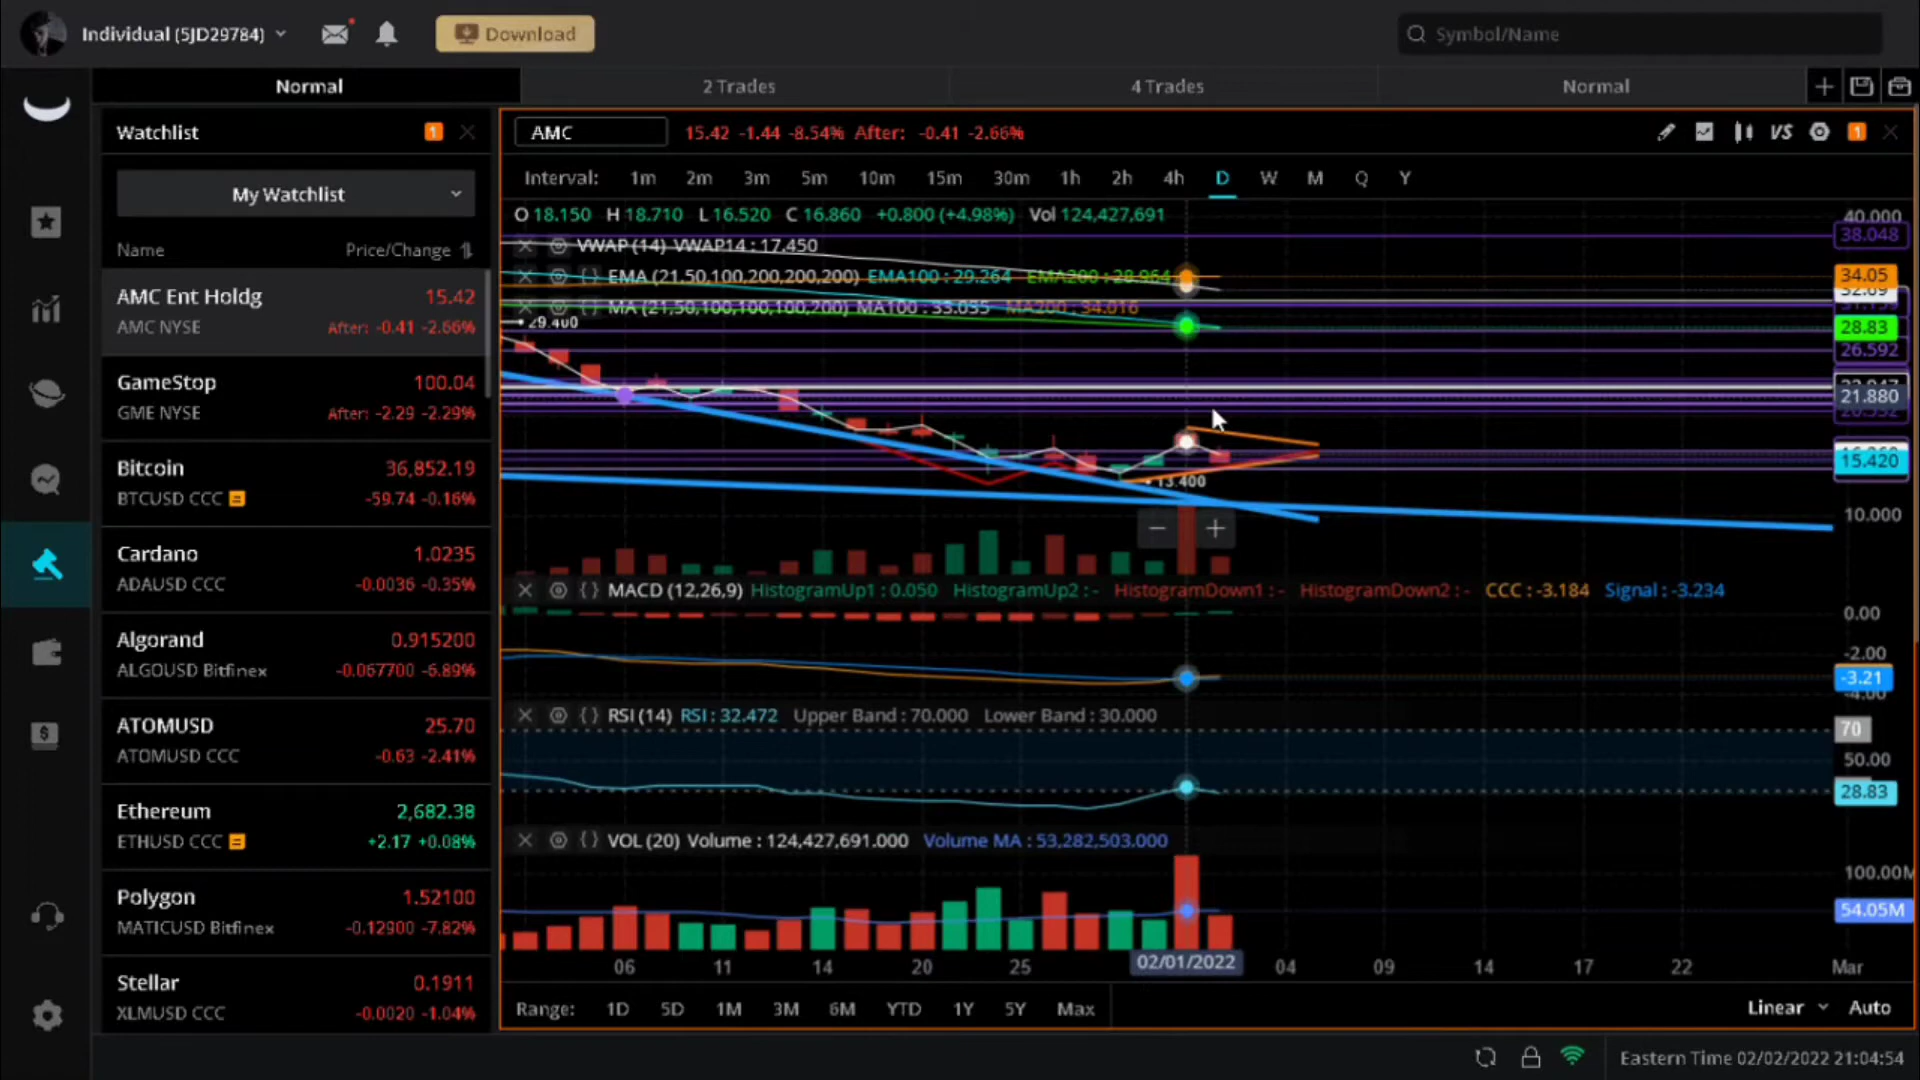 Individual (5JD29784)
Download
Symbol/Name
Normal
2 Trades
4 Trades
Normal
Watchlist
1
My Watchlist
Name
Price/Change
AMC Ent Holdg
15.42
AMC NYSE
After: -0.41 -2.66%
GameStop
100.04
GME NYSE
After: -2.29 -2.29%
Bitcoin
36,852.19
BTCUSD CCC
-59.74 -0.16%
Cardano
1.0235
ADAUSD CCC
-0.0036 -0.35%
Algorand
0.915200
ALGOUSD Bitfinex
-0.067700 -6.89%
ATOMUSD
25.70
ATOMUSD CCC
-0.63 -2.41%
Ethereum
2,682.38
ETHUSD CCC
+2.17 +0.08%
Polygon
1.52100
MATICUSD Bitfinex
-0.12900 -7.82%
Stellar
0.1911
XLMUSD CCC
-0.0020 -1.04%
AMC
15.42 -1.44 -8.54% After: -0.41 -2.66%
VS
1
Interval: 1m 2m 3m 5m 10m 15m 30m 1h 2h 4h D W M Q Y
O 18.150 H 18.710 L 16.520 C 16.860 +0.800 (+4.98%) Vol 124,427,691
VWAP (14) VWAP14 : 17.450
EMA (21,50,100,200,200,200) EMA100 : 29.264 EMA200 : 28.964
MA (21,50,100,100,100,200) MA100 : 33.035 MA200 : 34.016
29.400
13.400
40.000
38.048
34.05
32.09
28.83
26.592
21.880
15.420
10.000
MACD (12,26,9) HistogramUp1 : 0.050 HistogramUp2 : - HistogramDown1 : - HistogramDown2 : - CCC : -3.184 Signal : -3.234
0.00
-2.00
-3.21
-4.00
RSI (14) RSI : 32.472 Upper Band : 70.000 Lower Band : 30.000
70
50.00
28.83
VOL (20) Volume : 124,427,691.000 Volume MA : 53,282,503.000
100.00M
54.05M
06 11 14 20 25 02/01/2022 04 09 14 17 22 Mar
Range: 1D 5D 1M 3M 6M YTD 1Y 5Y Max
Linear Auto
Eastern Time 02/02/2022 21:04:54